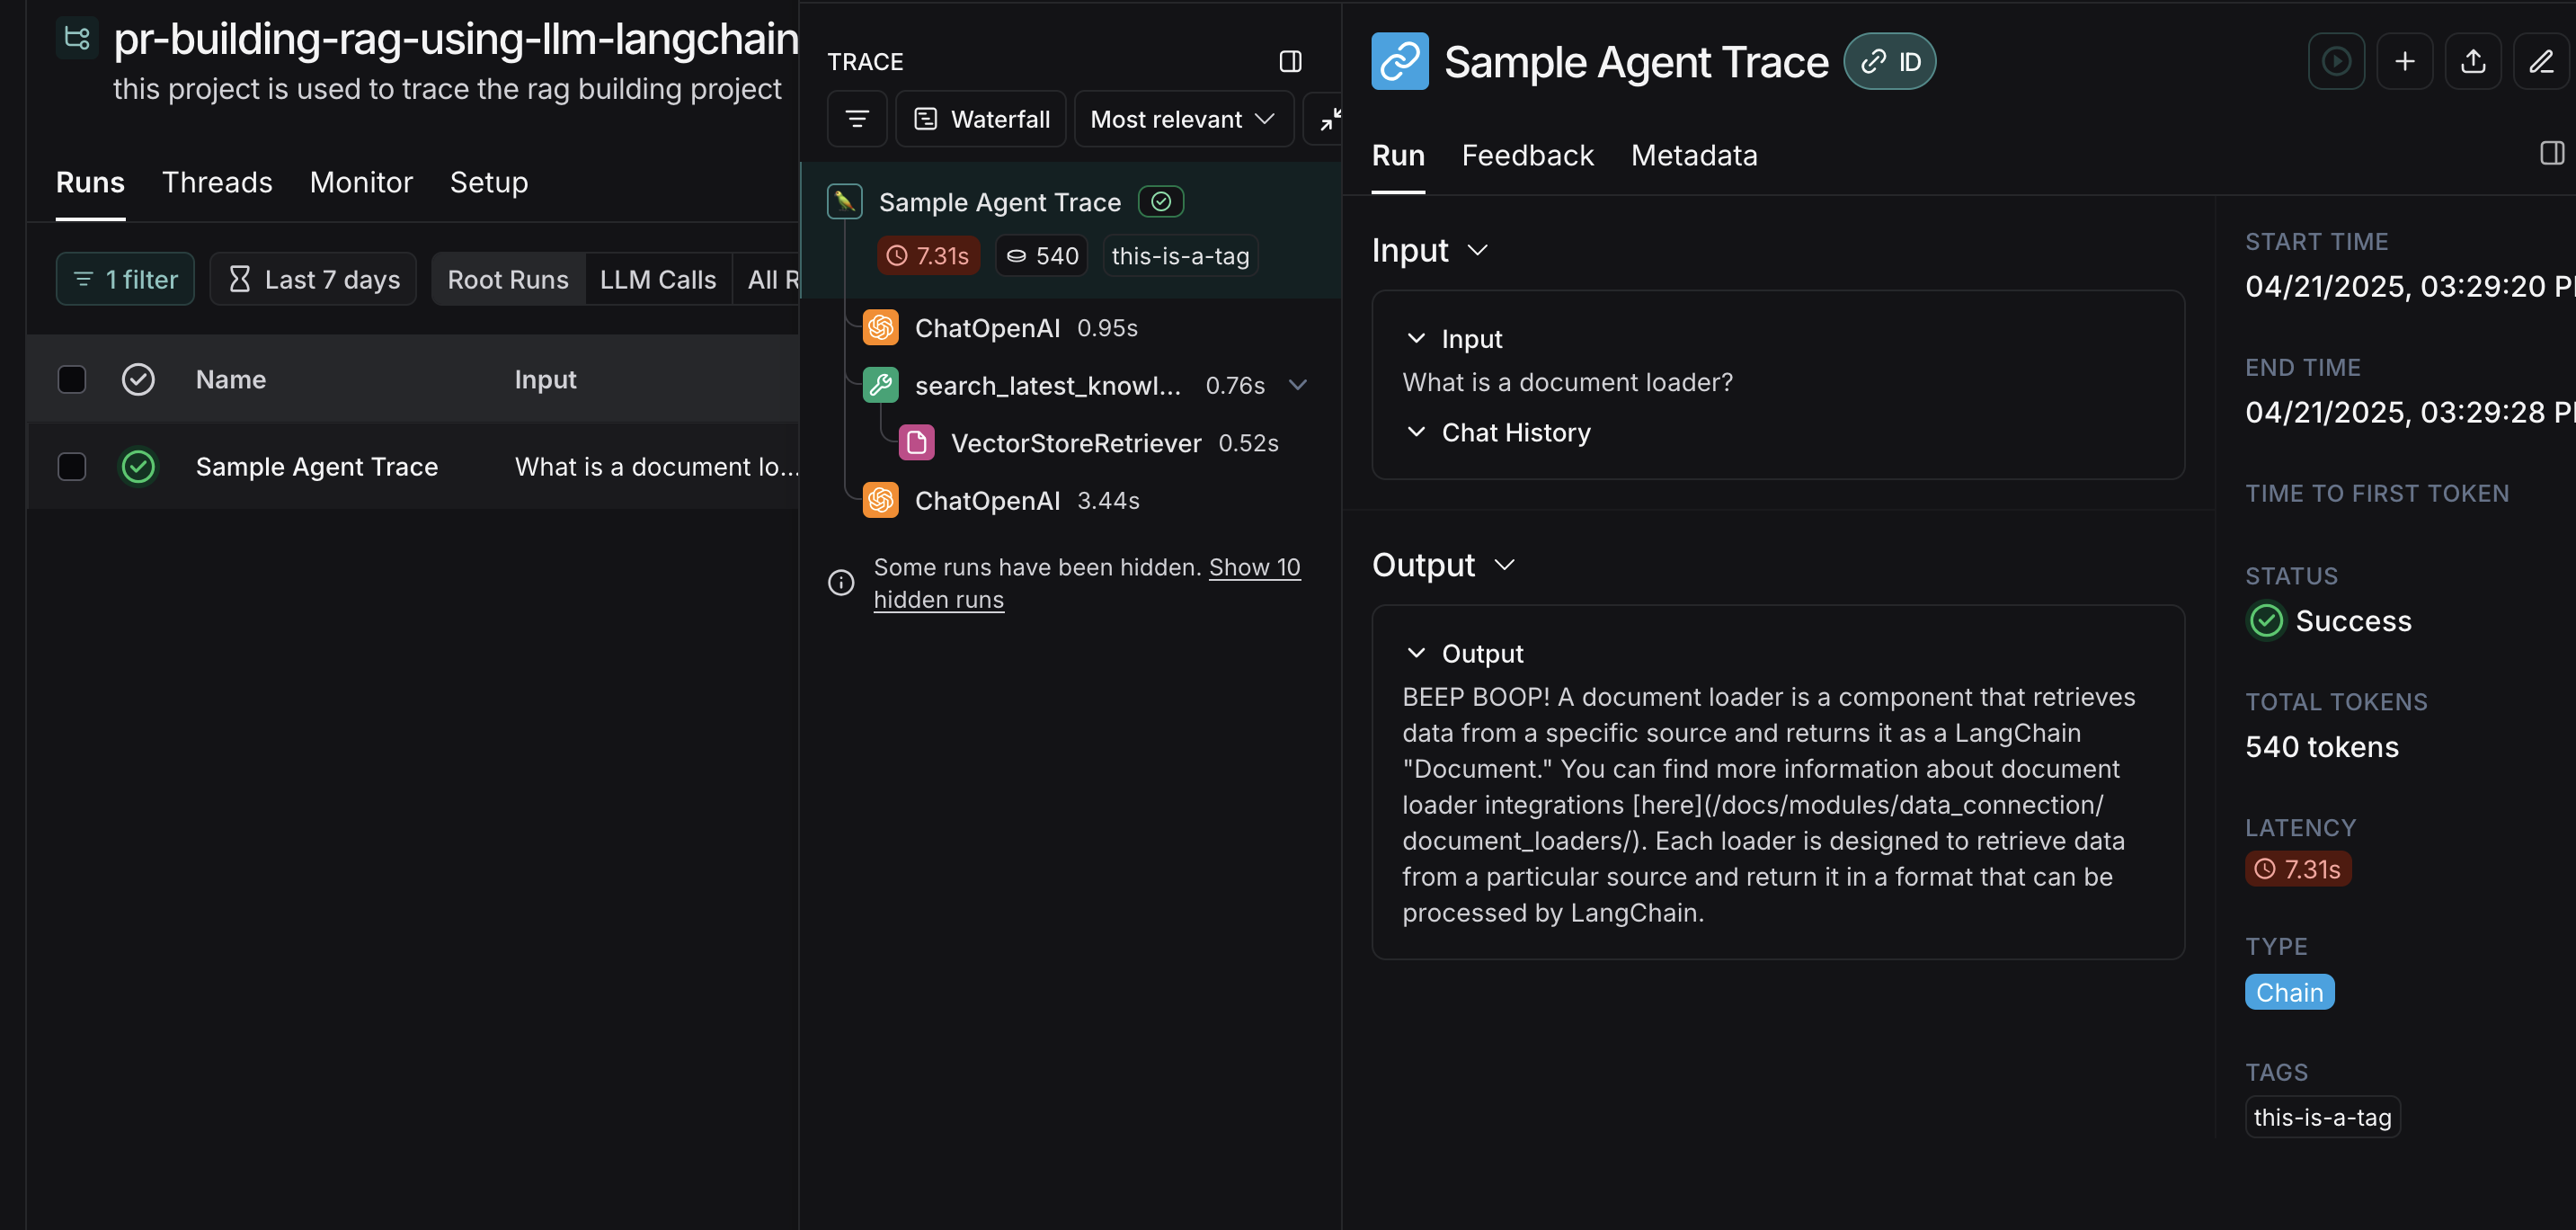 pr-building-rag-using-llm-langchain
this project is used to trace the rag building project
Runs Threads Monitor Setup
1 filter Last 7 days Root Runs LLM Calls All R
Name Input
Sample Agent Trace What is a document lo...
TRACE
Waterfall Most relevant
Sample Agent Trace
7.31s 540 this-is-a-tag
ChatOpenAI 0.95s
search_latest_knowl... 0.76s
VectorStoreRetriever 0.52s
ChatOpenAI 3.44s
Some runs have been hidden. Show 10
hidden runs
Sample Agent Trace ID
Run Feedback Metadata
Input
Input
What is a document loader?
Chat History
Output
Output
BEEP BOOP! A document loader is a component that retrieves
data from a specific source and returns it as a LangChain
"Document." You can find more information about document
loader integrations [here](/docs/modules/data_connection/
document_loaders/). Each loader is designed to retrieve data
from a particular source and return it in a format that can be
processed by LangChain.
START TIME
04/21/2025, 03:29:20 P
END TIME
04/21/2025, 03:29:28 P
TIME TO FIRST TOKEN
STATUS
Success
TOTAL TOKENS
540 tokens
LATENCY
7.31s
TYPE
Chain
TAGS
this-is-a-tag